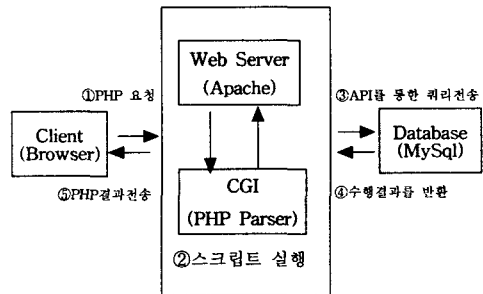 Web Server
(Apache)
①PHP 요청
③API를 통한 쿼리전송
Client
(Browser)
Database
(MySql)
⑤PHP결과전송
④수행결과를 반환
CGI
(PHP Parser)
②스크립트 실행